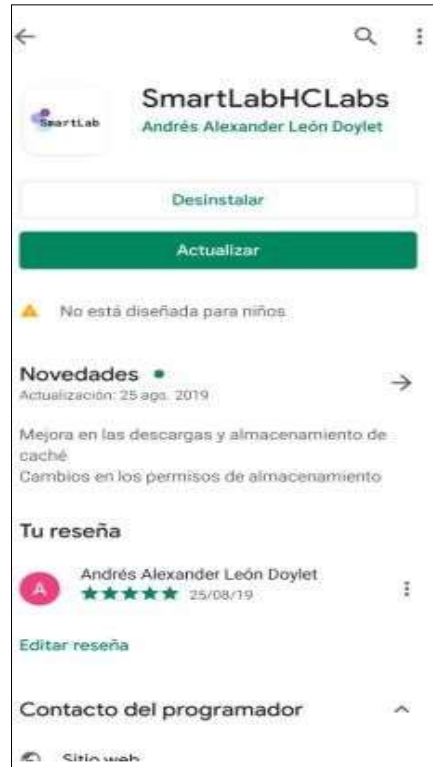 SmartLabHCLabs
SmartLab
Andrés Alexander León Doylet
Desinstalar
Actualizar
No está diseñada para niños
Novedades
Actualización: 25 ago. 2019
Mejora en las descargas y almacenamiento de
caché
Cambios en los permisos de almacenamiento
Tu reseña
A
Andrés Alexander León Doylet
25/08/19
Editar reseña
Contacto del programador
Sitio web